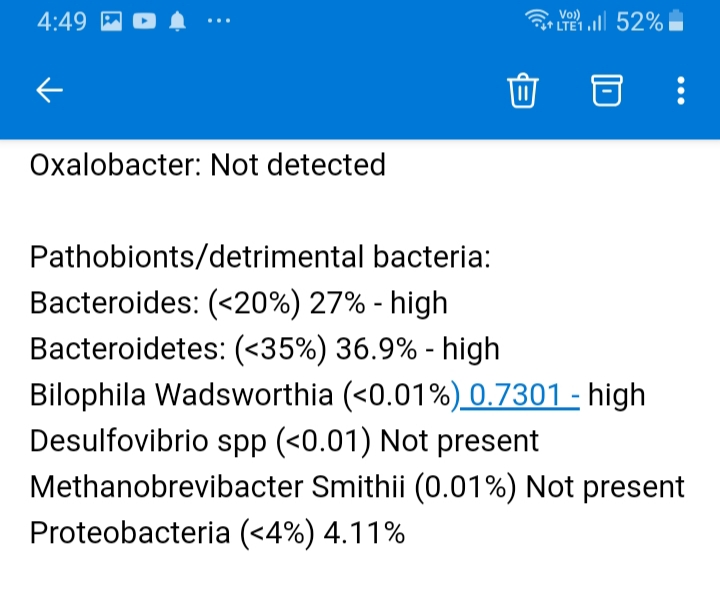 4:49 ... Vo)) LTE1 52%
Oxalobacter: Not detected
Pathobionts/detrimental bacteria:
Bacteroides: (<20%) 27% - high
Bacteroidetes: (<35%) 36.9% - high
Bilophila Wadsworthia (<0.01%) 0.7301 - high
Desulfovibrio spp (<0.01) Not present
Methanobrevibacter Smithii (0.01%) Not present
Proteobacteria (<4%) 4.11%